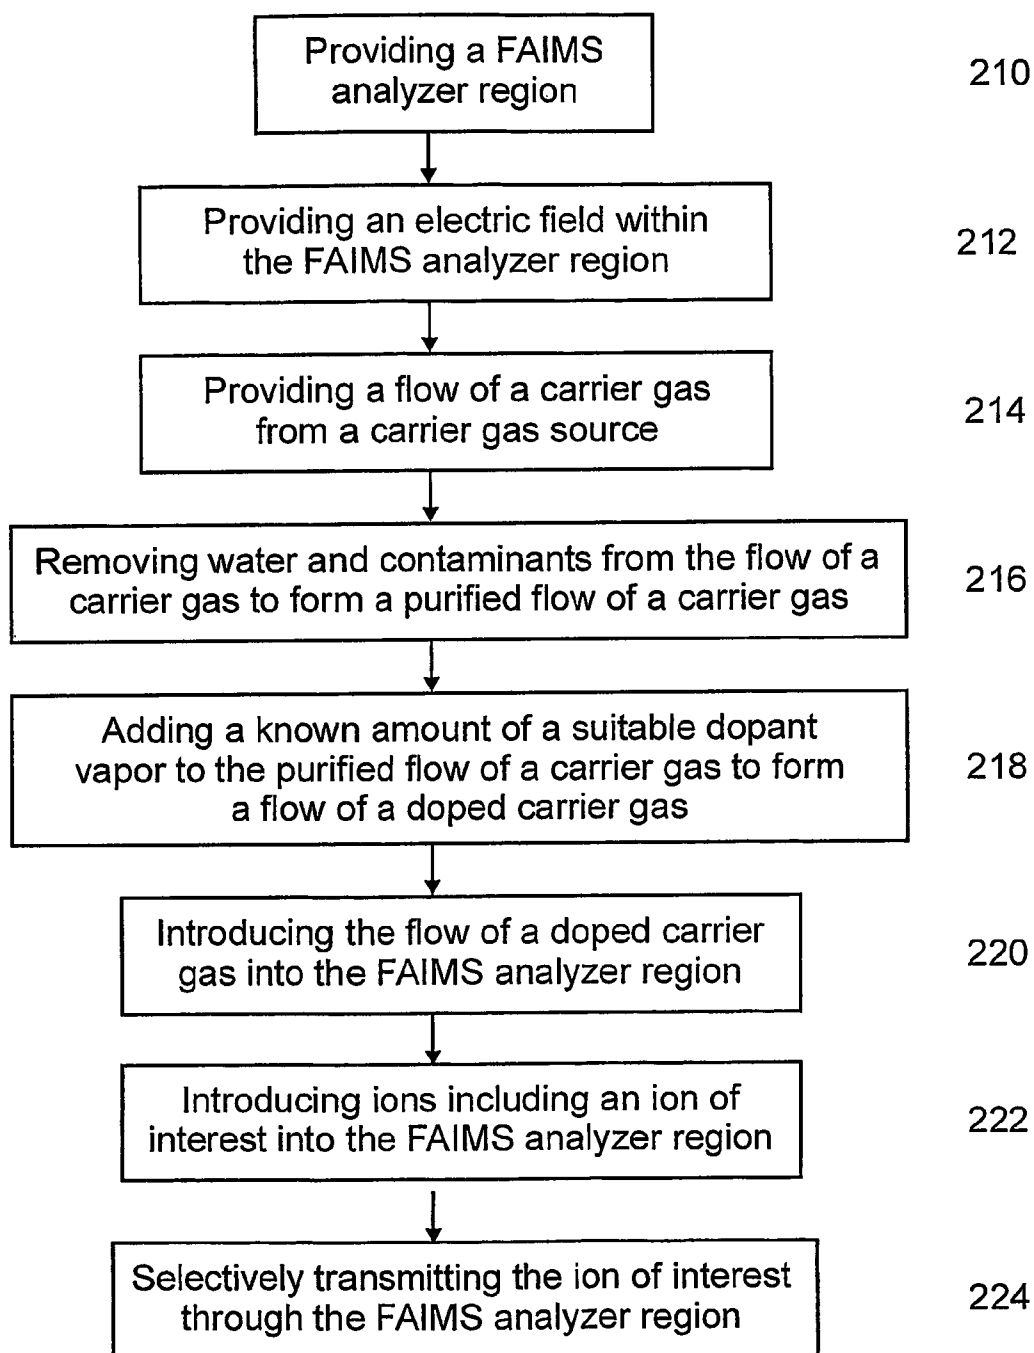 Providing a FAIMS
analyzer region
210
Providing an electric field within
the FAIMS analyzer region
212
Providing a flow of a carrier gas
from a carrier gas source
214
Removing water and contaminants from the flow of a
carrier gas to form a purified flow of a carrier gas
216
Adding a known amount of a suitable dopant
vapor to the purified flow of a carrier gas to form
a flow of a doped carrier gas
218
Introducing the flow of a doped carrier
gas into the FAIMS analyzer region
220
Introducing ions including an ion of
interest into the FAIMS analyzer region
222
Selectively transmitting the ion of interest
through the FAIMS analyzer region
224